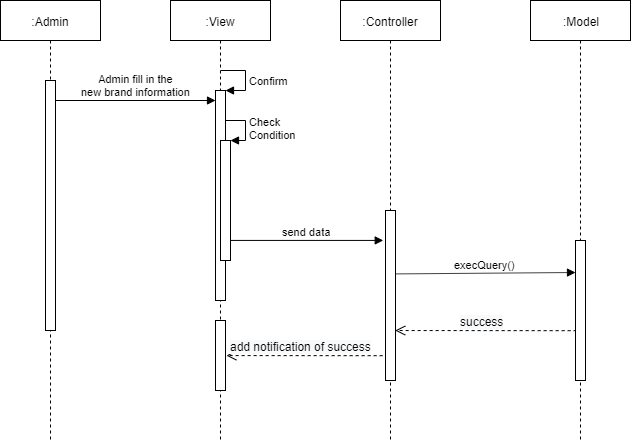 :Admin
:View
:Controller
:Model
Confirm
Admin fill in the
new brand information
Check
Condition
send data
execQuery()
success
add notification of success